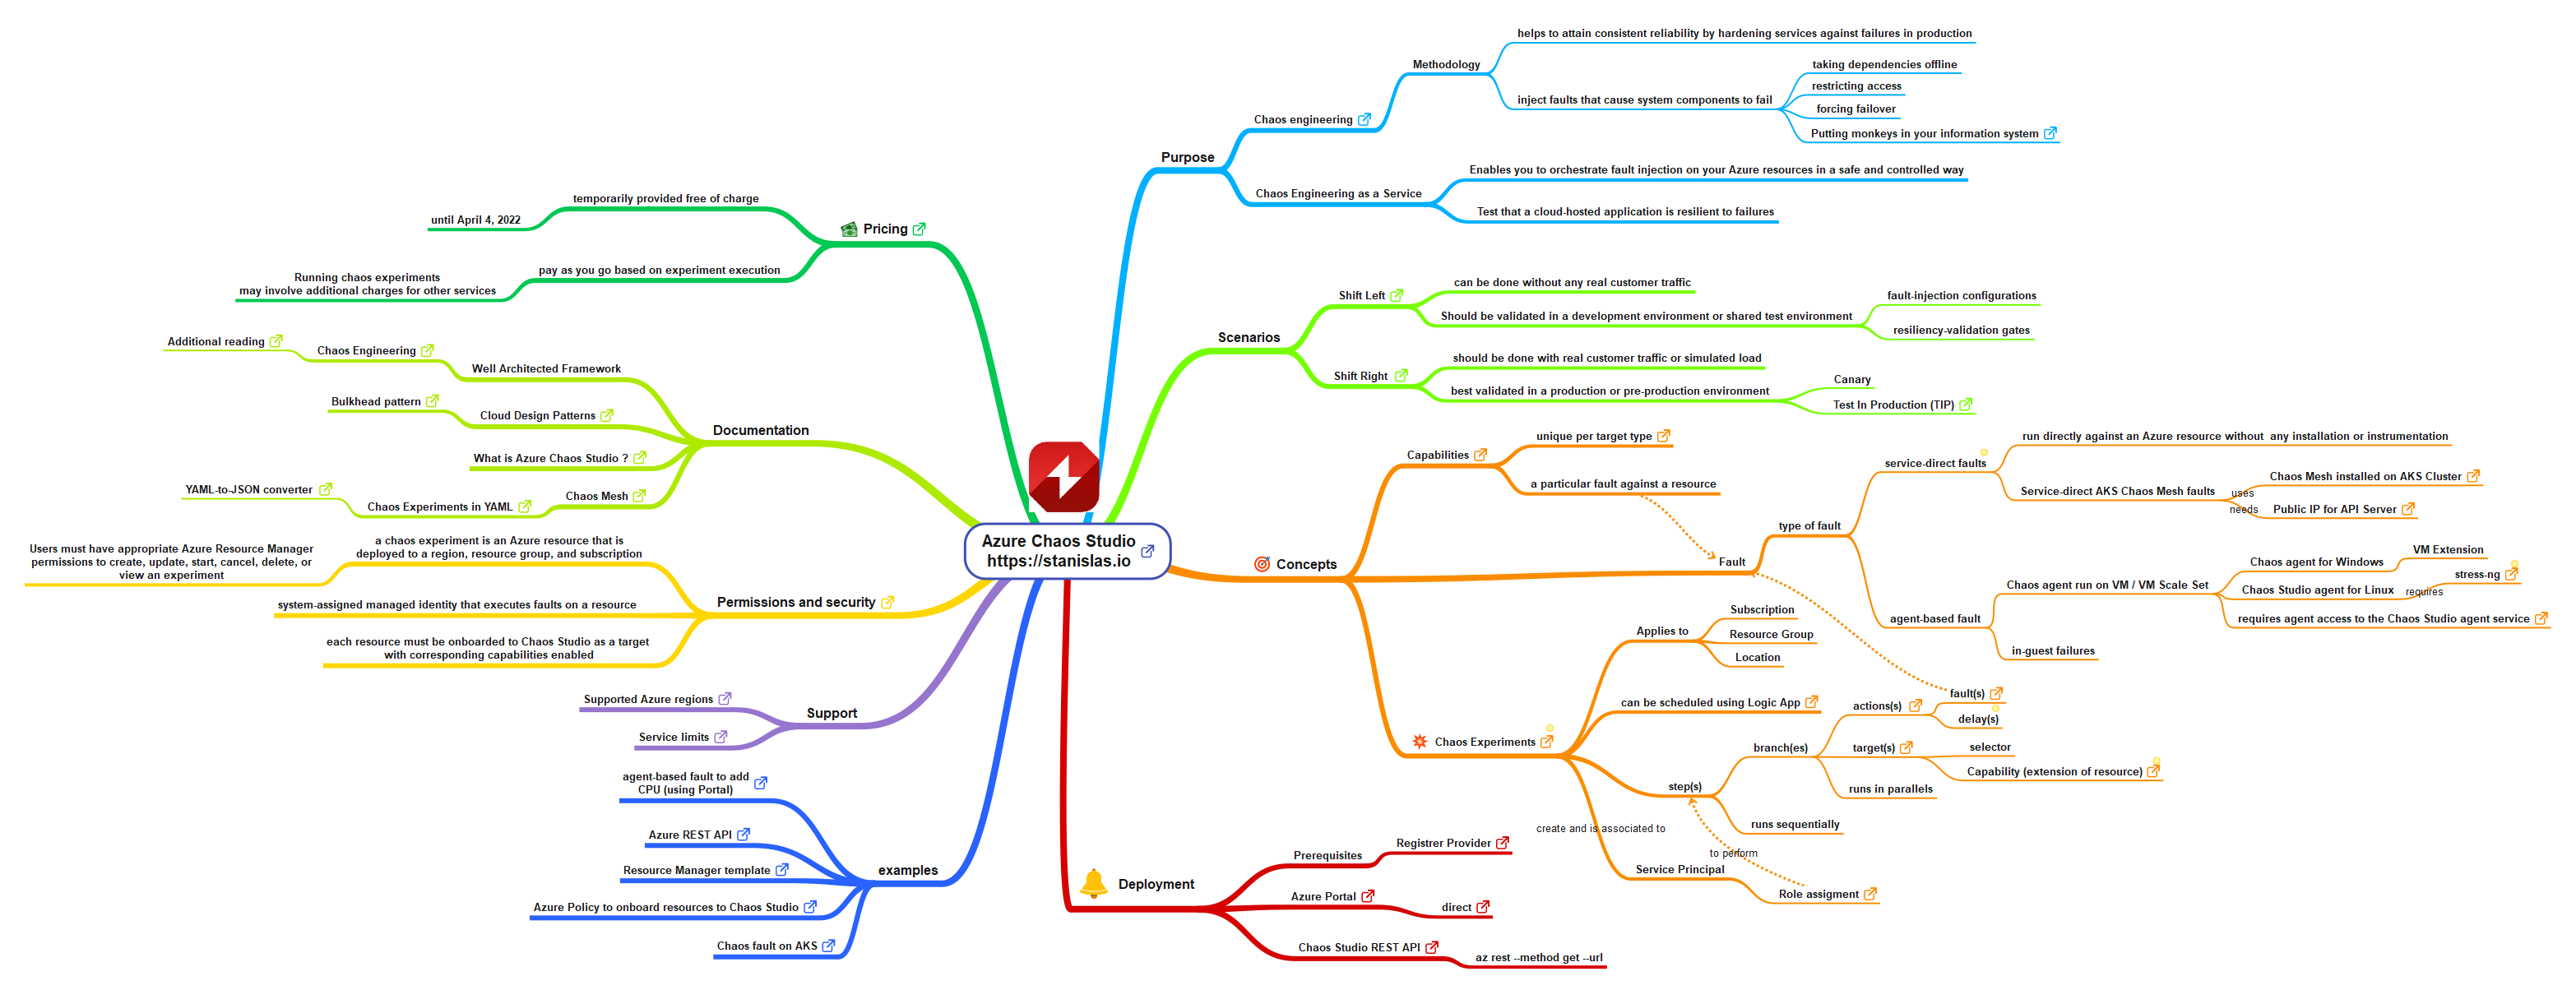 Azure Chaos Studio
https://stanislas.io
Purpose
Chaos engineering
Methodology
helps to attain consistent reliability by hardening services against failures in production
inject faults that cause system components to fail
taking dependencies offline
restricting access
forcing failover
Putting monkeys in your information system
Chaos Engineering as a Service
Enables you to orchestrate fault injection on your Azure resources in a safe and controlled way
Test that a cloud-hosted application is resilient to failures
Scenarios
Shift Left
can be done without any real customer traffic
Should be validated in a development environment or shared test environment
fault-injection configurations
resiliency-validation gates
Shift Right
should be done with real customer traffic or simulated load
best validated in a production or pre-production environment
Canary
Test In Production (TIP)
Concepts
Capabilities
unique per target type
a particular fault against a resource
Fault
type of fault
service-direct faults
run directly against an Azure resource without any installation or instrumentation
Service-direct AKS Chaos Mesh faults
uses
Chaos Mesh installed on AKS Cluster
needs
Public IP for API Server
agent-based fault
Chaos agent run on VM / VM Scale Set
Chaos agent for Windows
VM Extension
Chaos Studio agent for Linux
requires
stress-ng
requires agent access to the Chaos Studio agent service
in-guest failures
Chaos Experiments
Applies to
Subscription
Resource Group
Location
can be scheduled using Logic App
step(s)
branch(es)
actions(s)
fault(s)
delay(s)
target(s)
selector
Capability (extension of resource)
runs in parallels
runs sequentially
create and is associated to
to perform
Service Principal
Role assigment
Deployment
Prerequisites
Registrer Provider
Azure Portal
direct
Chaos Studio REST API
az rest --method get --url
Pricing
temporarily provided free of charge
until April 4, 2022
pay as you go based on experiment execution
Running chaos experiments
may involve additional charges for other services
Documentation
Well Architected Framework
Chaos Engineering
Additional reading
Cloud Design Patterns
Bulkhead pattern
What is Azure Chaos Studio ?
Chaos Mesh
Chaos Experiments in YAML
YAML-to-JSON converter
Permissions and security
a chaos experiment is an Azure resource that is
deployed to a region, resource group, and subscription
Users must have appropriate Azure Resource Manager
permissions to create, update, start, cancel, delete, or
view an experiment
system-assigned managed identity that executes faults on a resource
each resource must be onboarded to Chaos Studio as a target
with corresponding capabilities enabled
Support
Supported Azure regions
Service limits
examples
agent-based fault to add
CPU (using Portal)
Azure REST API
Resource Manager template
Azure Policy to onboard resources to Chaos Studio
Chaos fault on AKS